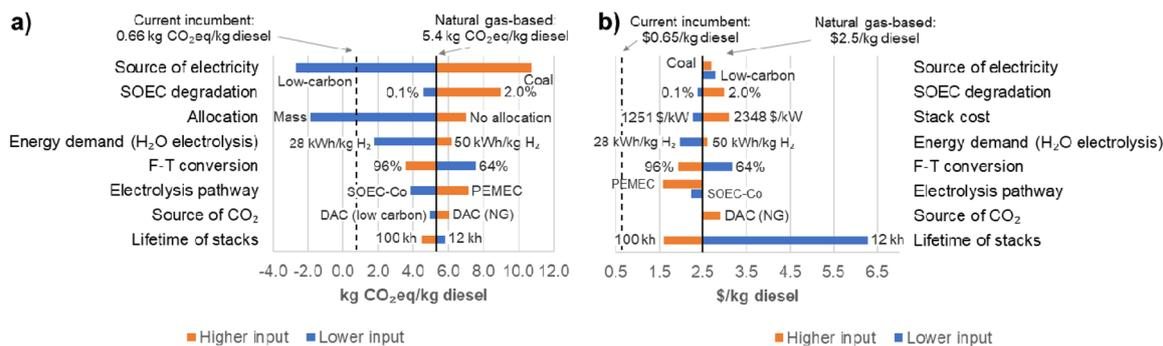 a)
Current incumbent:
0.66 kg CO₂eq/kg diesel
Natural gas-based:
5.4 kg CO₂eq/kg diesel
Source of electricity
Low-carbon
Coal
SOEC degradation
0.1%
2.0%
Allocation
Mass
No allocation
Energy demand (H₂O electrolysis)
28 kWh/kg H₂
50 kWh/kg H₂
F-T conversion
96%
64%
Electrolysis pathway
SOEC-Co
PEMEC
Source of CO₂
DAC (low carbon)
DAC (NG)
Lifetime of stacks
100 kh
12 kh
-4.0 -2.0 0.0 2.0 4.0 6.0 8.0 10.0 12.0
kg CO₂eq/kg diesel
Higher input Lower input
b)
Current incumbent:
$0.65/kg diesel
Natural gas-based:
$2.5/kg diesel
Coal
Low-carbon
Source of electricity
0.1%
2.0%
SOEC degradation
1251 $/kW
2348 $/kW
Stack cost
28 kWh/kg H₂
50 kWh/kg H₂
Energy demand (H₂O electrolysis)
96%
64%
F-T conversion
PEMEC
SOEC-Co
Electrolysis pathway
DAC (NG)
Source of CO₂
100 kh
12 kh
Lifetime of stacks
0.5 1.5 2.5 3.5 4.5 5.5 6.5
$/kg diesel
Higher input Lower input